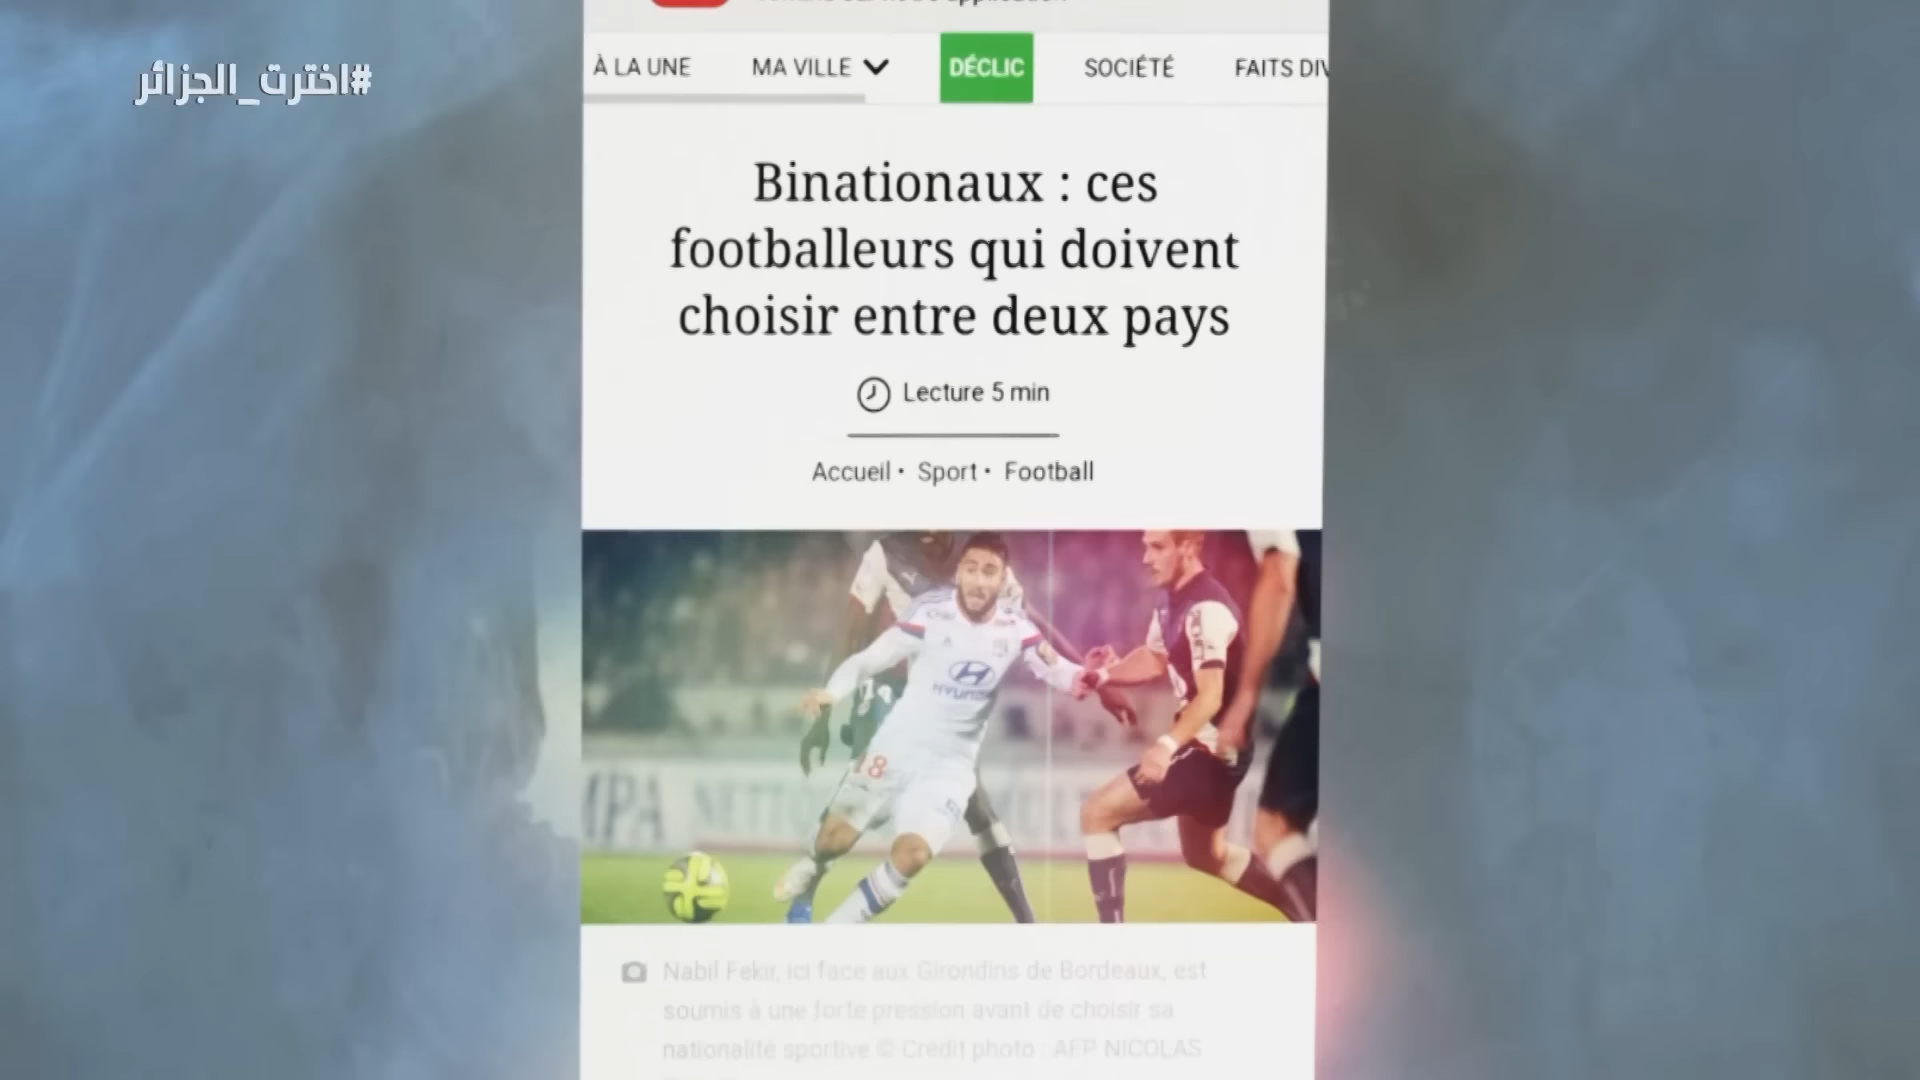 #اخترت_الجزائر
À LA UNE MA VILLE DÉCLIC SOCIÉTÉ FAITS DIV
Binationaux : ces
footballeurs qui doivent
choisir entre deux pays
Lecture 5 min
Accueil • Sport • Football
HYUNDAI
18
Nabil Fekir, ici face aux Girondins de Bordeaux, est
soumis à une forte pression avant de choisir sa
nationalité sportive © Crédit photo : AFP NICOLAS